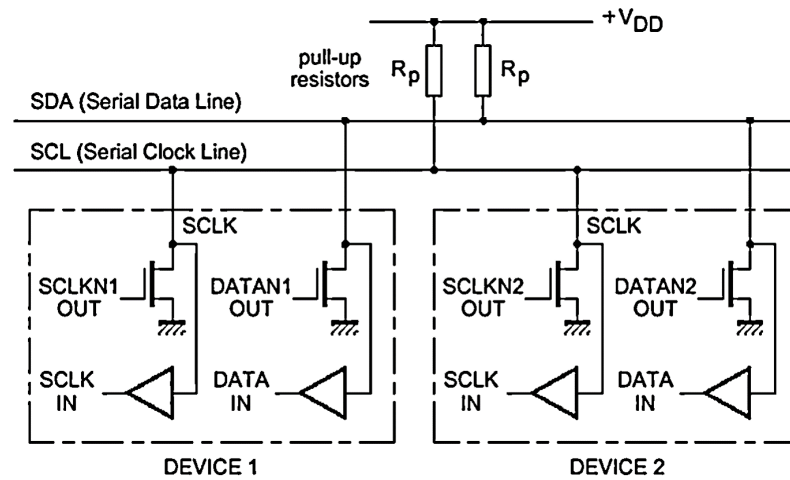 +VDD
pull-up
resistors
Rp
Rp
SDA (Serial Data Line)
SCL (Serial Clock Line)
SCLK
SCLK
SCLKN1
OUT
DATAN1
OUT
SCLKN2
OUT
DATAN2
OUT
SCLK
IN
DATA
IN
SCLK
IN
DATA
IN
DEVICE 1
DEVICE 2